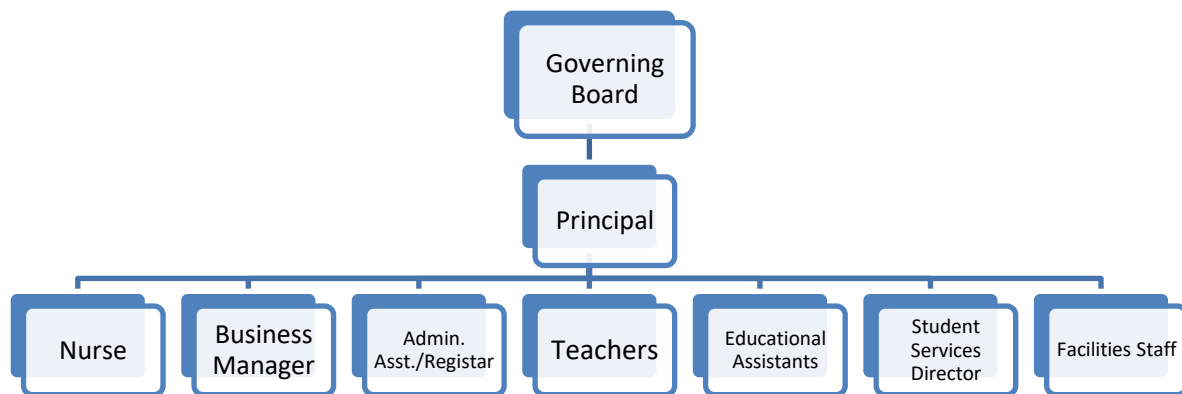 Governing
Board
Principal
Nurse
Business
Manager
Admin.
Asst./Registar
Teachers
Educational
Assistants
Student
Services
Director
Facilities Staff